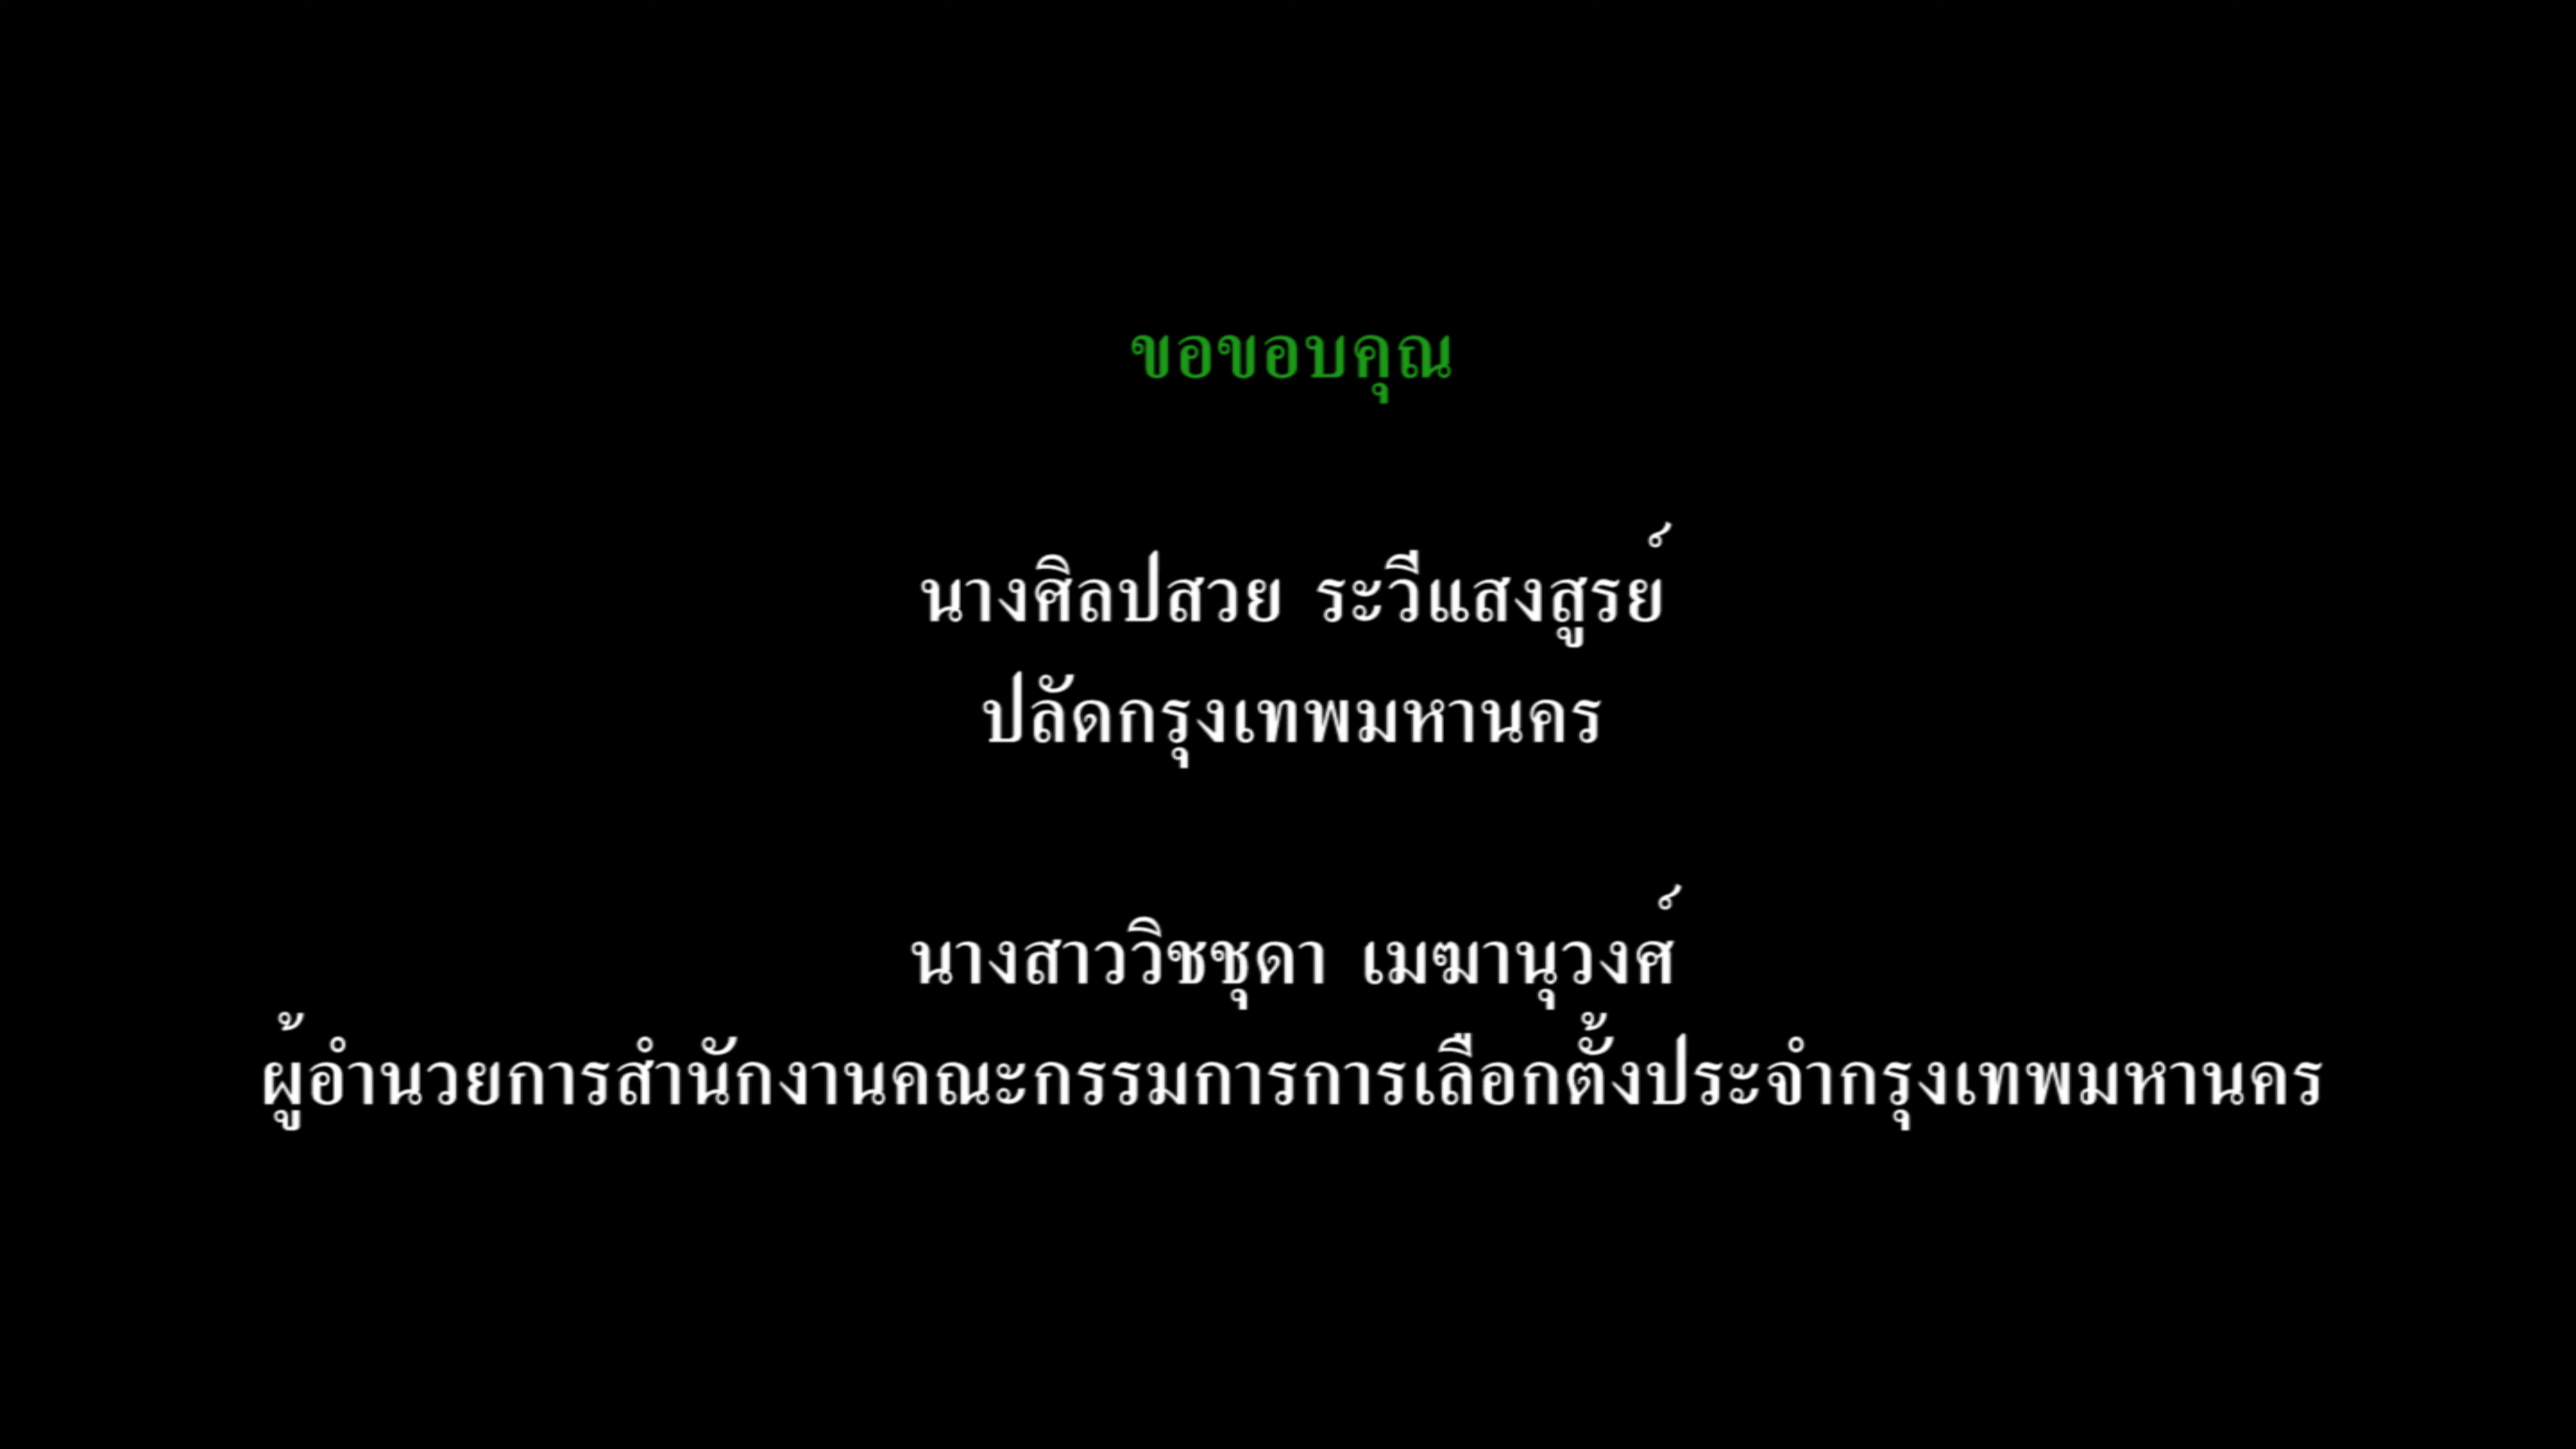 ขอขอบคุณ
นางศิลปสวย ระวีแสงสูรย์
ปลัดกรุงเทพมหานคร
นางสาววิชชุดา เมฆานุวงศ์
ผู้อำนวยการสำนักงานคณะกรรมการการเลือกตั้งประจำกรุงเทพมหานคร